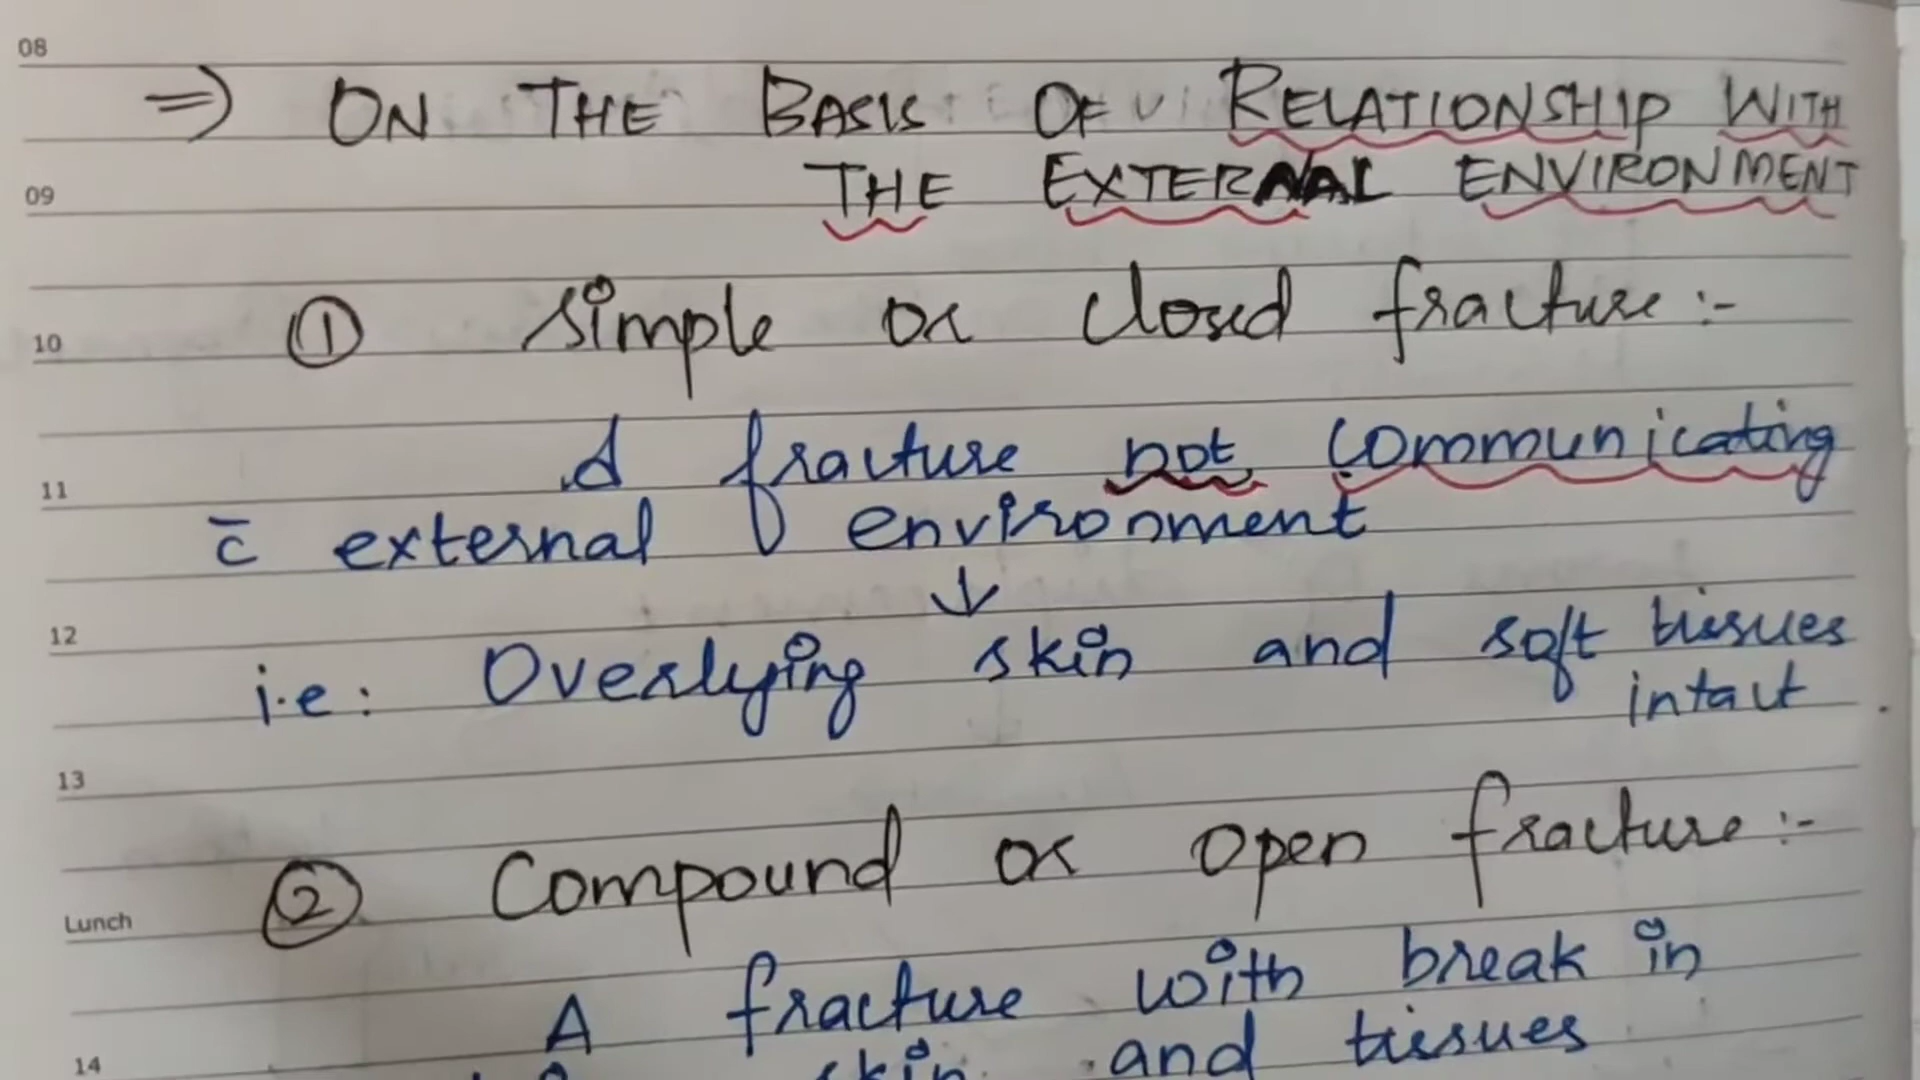 08
⇒ ON THE BASIS OF RELATIONSHIP WITH
THE EXTERNAL ENVIRONMENT
09
10
① Simple or closed fracture :-
A fracture not communicating
11
c̄ external environment
↓
12
i.e: Overlying skin and soft tissues
intact
13
② Compound or open fracture :-
Lunch
A fracture with break in
14
skin and tissues